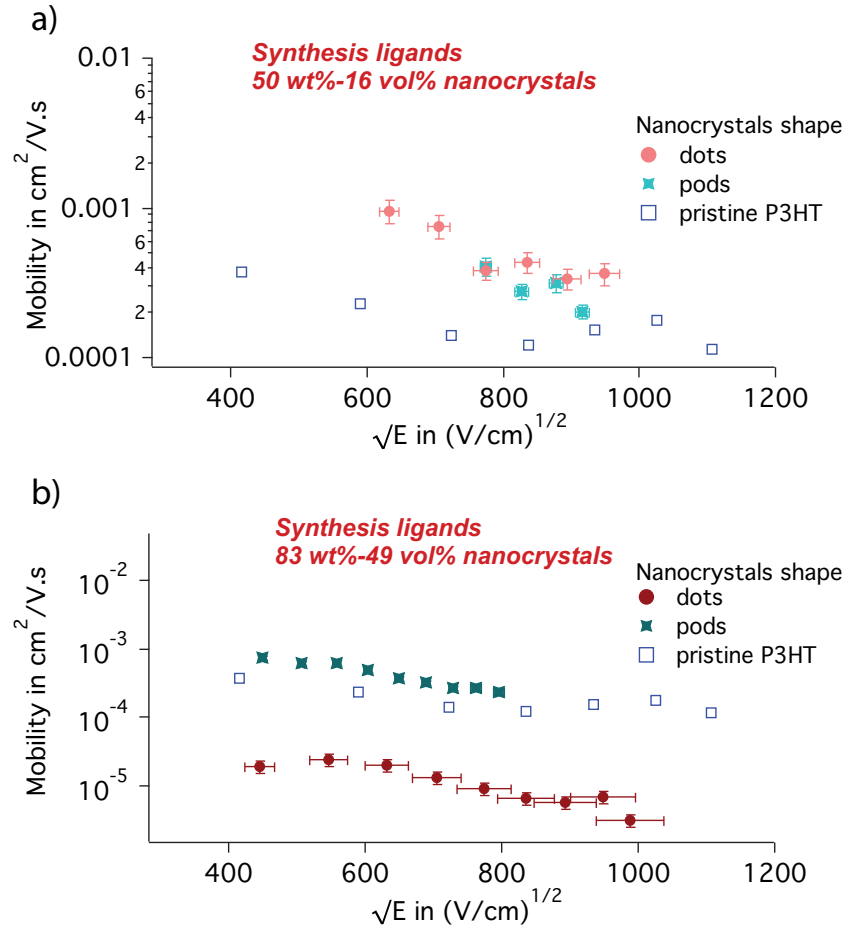 a)
Synthesis ligands
50 wt%-16 vol% nanocrystals
Mobility in cm²/V.s
0.01
6
4
2
0.001
6
4
2
0.0001
Nanocrystals shape
dots
pods
pristine P3HT
400 600 800 1000 1200
√E in (V/cm)^1/2
b)
Synthesis ligands
83 wt%-49 vol% nanocrystals
Mobility in cm²/V.s
10⁻²
10⁻³
10⁻⁴
10⁻⁵
Nanocrystals shape
dots
pods
pristine P3HT
400 600 800 1000 1200
√E in (V/cm)^1/2